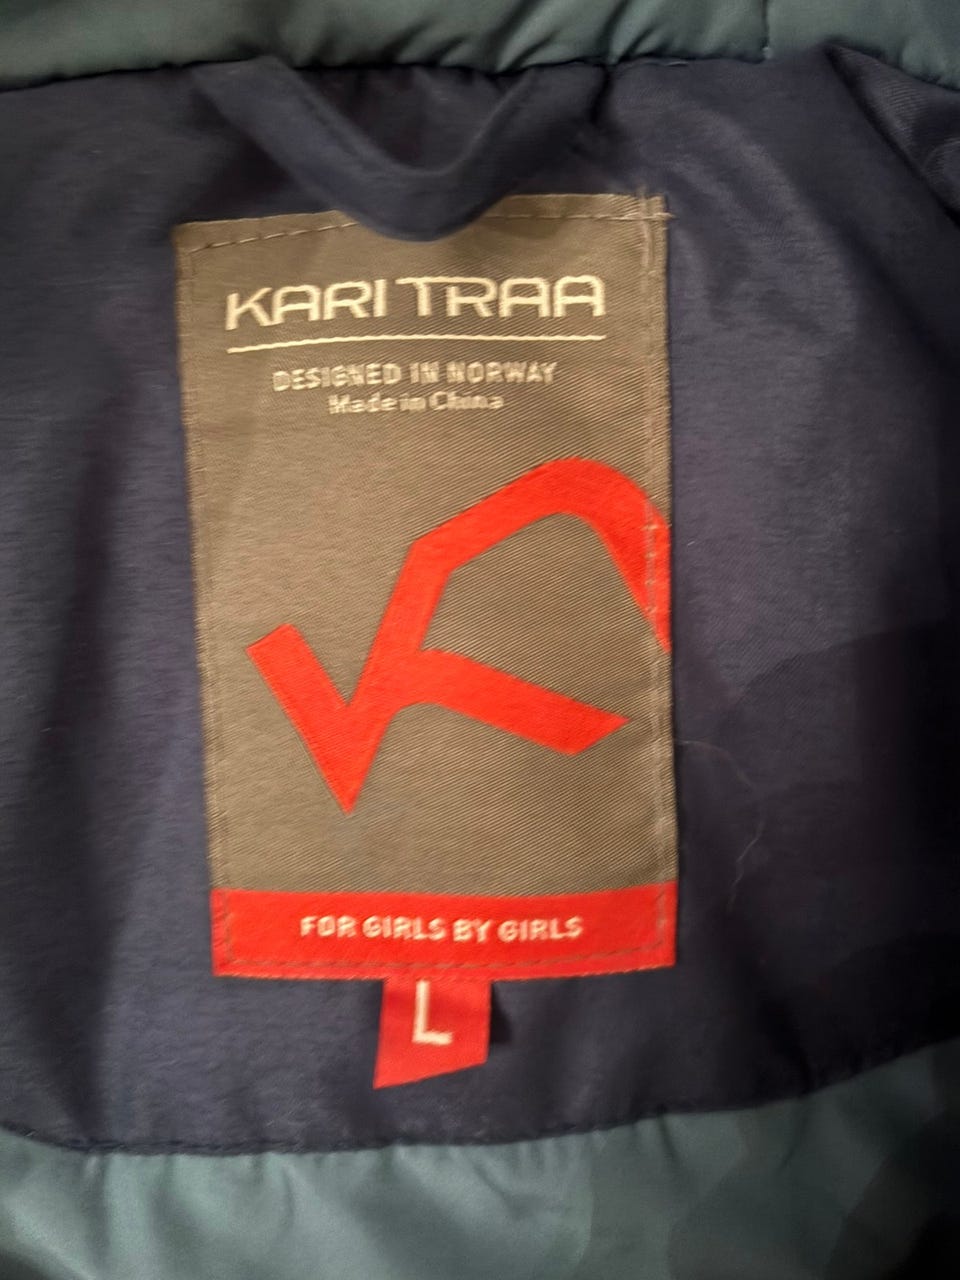 KARI TRAA
DESIGNED IN NORWAY
Made in China
FOR GIRLS BY GIRLS
L